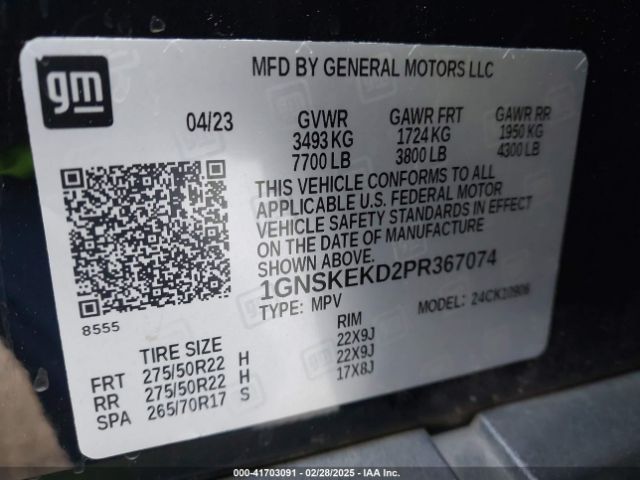 gm
MFD BY GENERAL MOTORS LLC
04/23 GVWR GAWR FRT GAWR RR
3493 KG 1724 KG 1950 KG
7700 LB 3800 LB 4300 LB
THIS VEHICLE CONFORMS TO ALL
APPLICABLE U.S. FEDERAL MOTOR
VEHICLE SAFETY STANDARDS IN EFFECT
ON THE DATE OF MANUFACTURE
SHOWN ABOVE.
1GNSKEKD2PR367074
TYPE: MPV MODEL: 24CK10906
8555
TIRE SIZE RIM
FRT 275/50R22 H 22X9J
RR 275/50R22 H 22X9J
SPA 265/70R17 S 17X8J
000-41703091 - 02/28/2025 - IAA Inc.